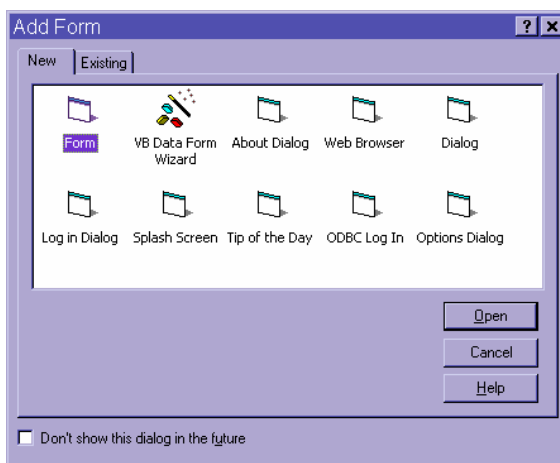 Add Form
New Existing
Form VB Data Form Wizard About Dialog Web Browser Dialog
Log in Dialog Splash Screen Tip of the Day ODBC Log In Options Dialog
Open
Cancel
Help
Don't show this dialog in the future